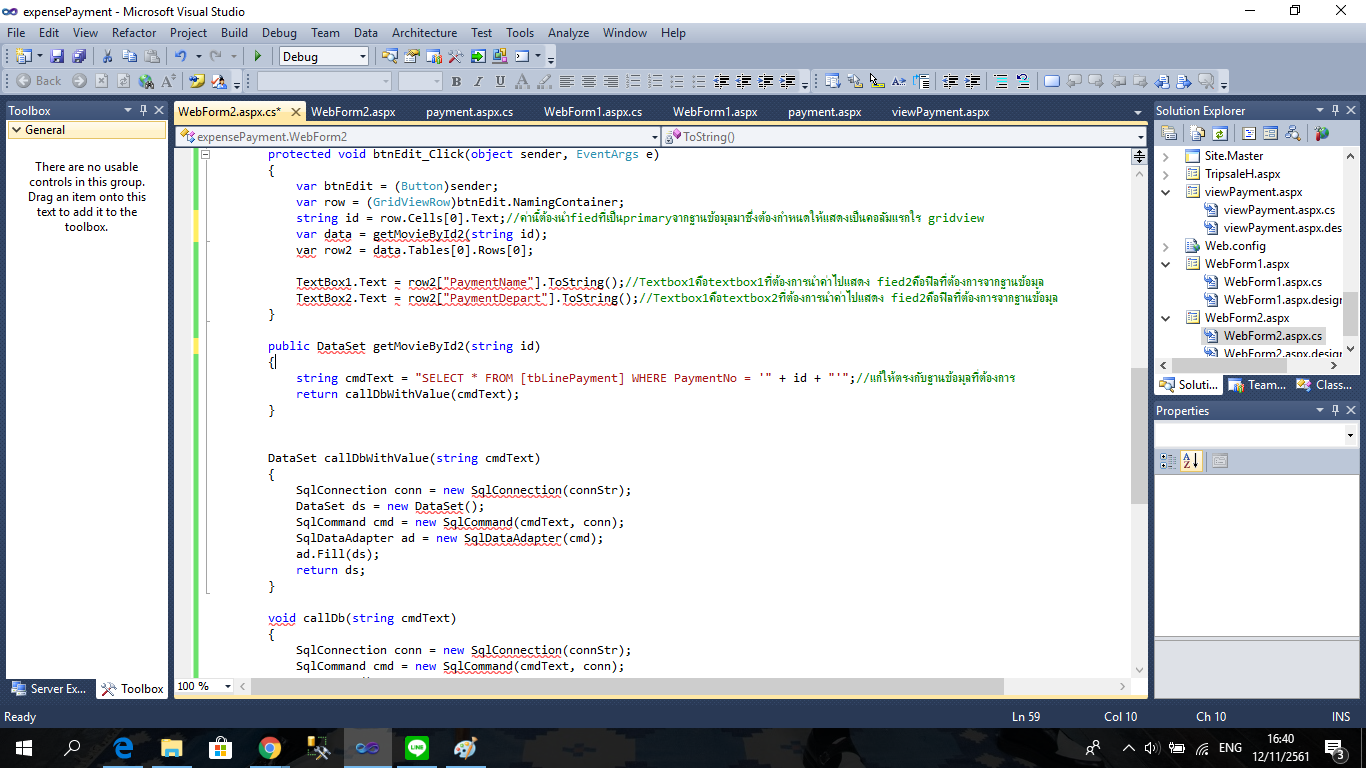 expensePayment - Microsoft Visual Studio
File Edit View Refactor Project Build Debug Team Data Architecture Test Tools Analyze Window Help
Debug
Back
Toolbox
General
There are no usable
controls in this group.
Drag an item onto this
text to add it to the
toolbox.
Server Ex... Toolbox
WebForm2.aspx.cs* WebForm2.aspx payment.aspx.cs WebForm1.aspx.cs WebForm1.aspx payment.aspx viewPayment.aspx
expensePayment.WebForm2 ToString()
protected void btnEdit_Click(object sender, EventArgs e)
{
var btnEdit = (Button)sender;
var row = (GridViewRow)btnEdit.NamingContainer;
string id = row.Cells[0].Text;//ค่านี้ต้องนำfiedที่เป็นprimaryจากฐานข้อมูลมาซึ่งต้องกำหนดให้แสดงเป็นคอลัมแรกใร gridview
var data = getMovieById2(string id);
var row2 = data.Tables[0].Rows[0];
TextBox1.Text = row2["PaymentName"].ToString();//Textbox1คือtextbox1ที่ต้องการนำค่าไปแสดง fied2คือฟิลที่ต้องการจากฐานข้อมูล
TextBox2.Text = row2["PaymentDepart"].ToString();//Textbox1คือtextbox2ที่ต้องการนำค่าไปแสดง fied2คือฟิลที่ต้องการจากฐานข้อมูล
}
public DataSet getMovieById2(string id)
{
string cmdText = "SELECT * FROM [tbLinePayment] WHERE PaymentNo = '" + id + "'";//แก้ให้ตรงกับฐานข้อมูลที่ต้องการ
return callDbWithValue(cmdText);
}
DataSet callDbWithValue(string cmdText)
{
SqlConnection conn = new SqlConnection(connStr);
DataSet ds = new DataSet();
SqlCommand cmd = new SqlCommand(cmdText, conn);
SqlDataAdapter ad = new SqlDataAdapter(cmd);
ad.Fill(ds);
return ds;
}
void callDb(string cmdText)
{
SqlConnection conn = new SqlConnection(connStr);
SqlCommand cmd = new SqlCommand(cmdText, conn);
100 %
Solution Explorer
Site.Master
TripsaleH.aspx
viewPayment.aspx
viewPayment.aspx.cs
viewPayment.aspx.des
Web.config
WebForm1.aspx
WebForm1.aspx.cs
WebForm1.aspx.design
WebForm2.aspx
WebForm2.aspx.cs
WebForm2.aspx.design
Soluti... Team... Class...
Properties
Ready Ln 59 Col 10 Ch 10 INS
ENG 16:40
12/11/2561
3